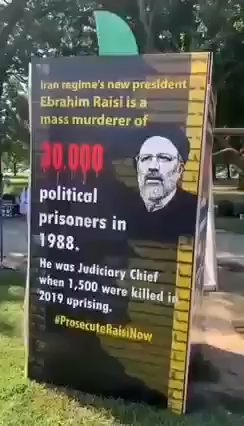 Iran regime's new president
Ebrahim Raisi is a
mass murderer of
30,000
political
prisoners in
1988.
He was Judiciary Chief
when 1,500 were killed in
2019 uprising.
#ProsecuteRaisiNow